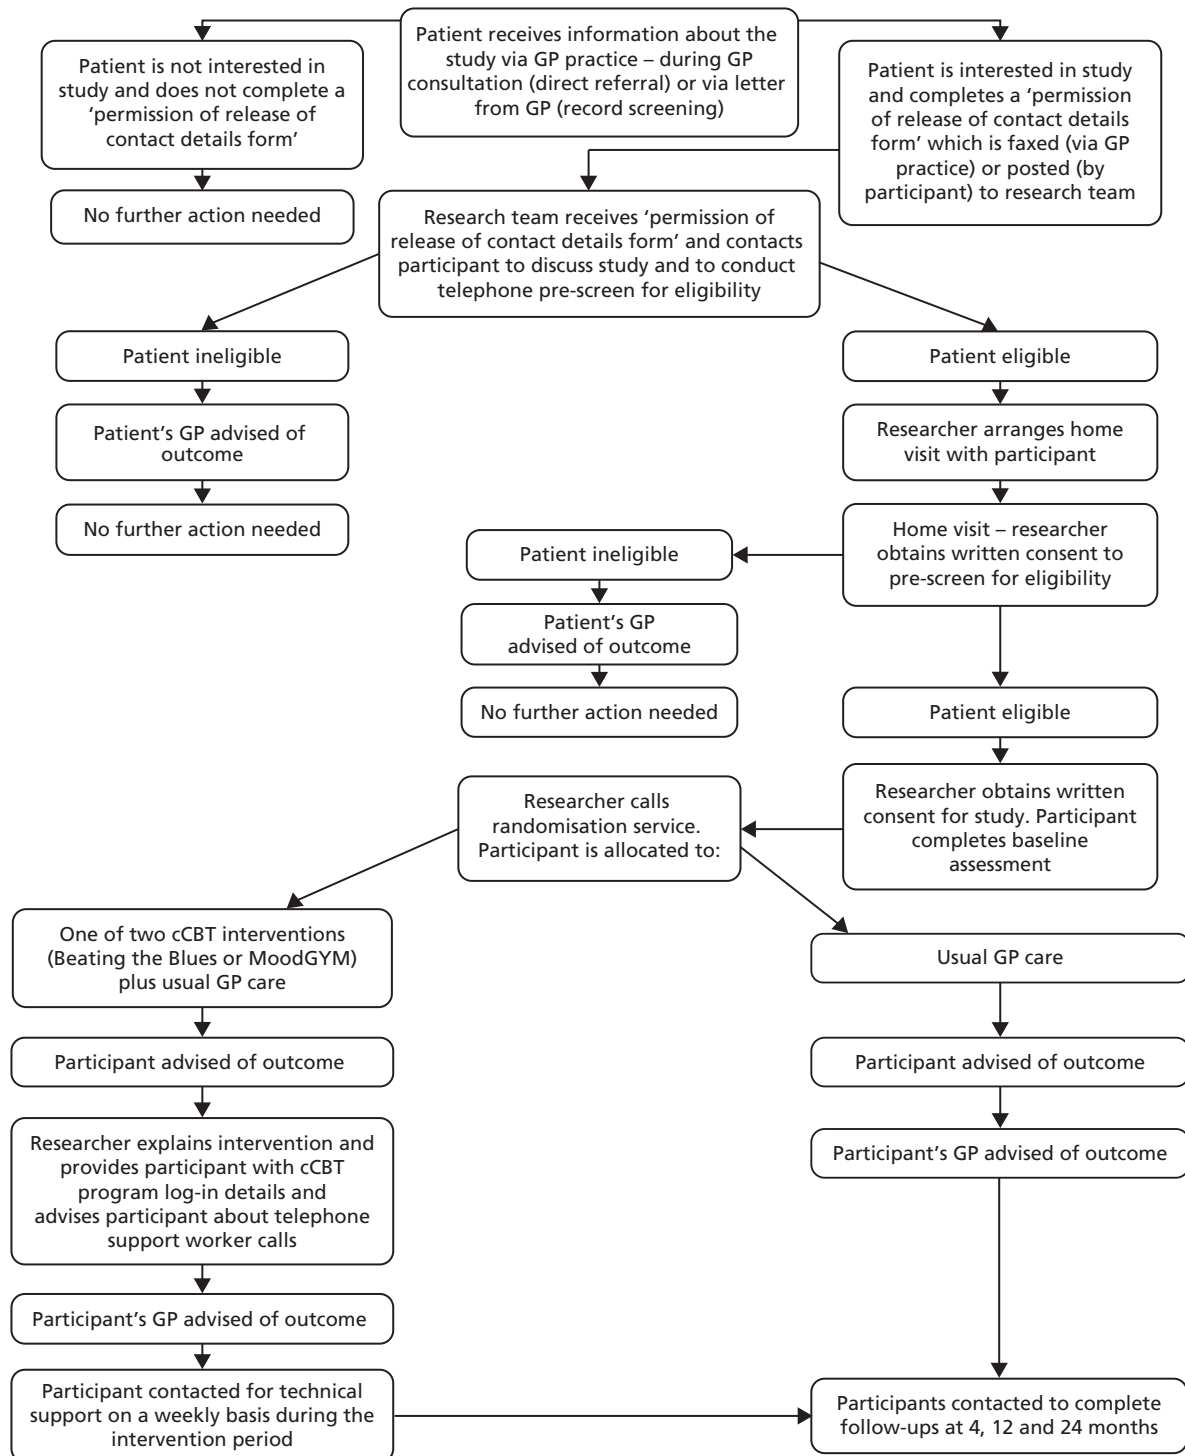 Patient receives information about the
study via GP practice – during GP
consultation (direct referral) or via letter
from GP (record screening)
Patient is not interested in
study and does not complete a
‘permission of release of
contact details form’
No further action needed
Patient is interested in study
and completes a ‘permission
of release of contact details
form’ which is faxed (via GP
practice) or posted (by
participant) to research team
Research team receives ‘permission of
release of contact details form’ and contacts
participant to discuss study and to conduct
telephone pre-screen for eligibility
Patient ineligible
Patient’s GP advised of
outcome
No further action needed
Patient eligible
Researcher arranges home
visit with participant
Home visit – researcher
obtains written consent to
pre-screen for eligibility
Patient ineligible
Patient’s GP
advised of outcome
No further action needed
Patient eligible
Researcher obtains written
consent for study. Participant
completes baseline
assessment
Researcher calls
randomisation service.
Participant is allocated to:
One of two cCBT interventions
(Beating the Blues or MoodGYM)
plus usual GP care
Participant advised of outcome
Researcher explains intervention and
provides participant with cCBT
program log-in details and
advises participant about telephone
support worker calls
Participant’s GP advised of outcome
Participant contacted for technical
support on a weekly basis during the
intervention period
Usual GP care
Participant advised of outcome
Participant’s GP advised of outcome
Participants contacted to complete
follow-ups at 4, 12 and 24 months